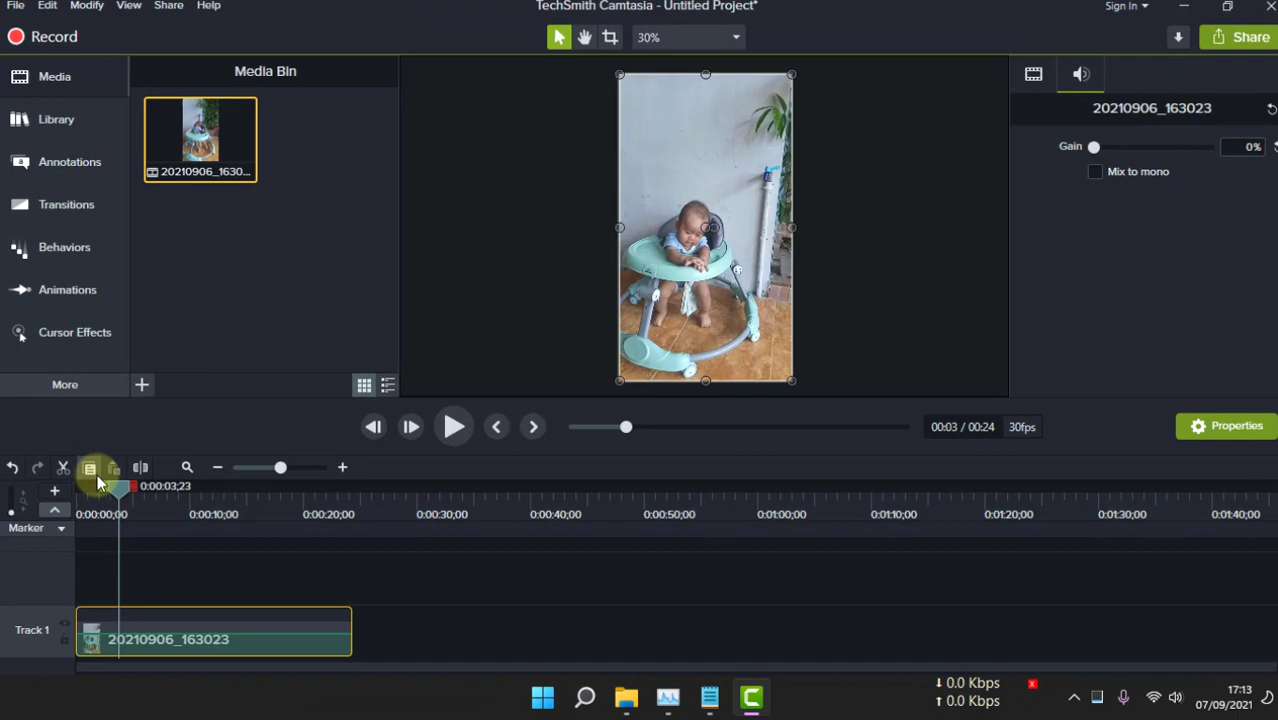 File Edit Modify View Share Help
TechSmith Camtasia - Untitled Project*
Sign In
Record
30%
Share
Media
Media Bin
20210906_1630...
Library
Annotations
Transitions
Behaviors
Animations
Cursor Effects
More
20210906_163023
Gain 0%
Mix to mono
00:03 / 00:24 30fps
Properties
0:00:03;23
0:00:00;00 0:00:10;00 0:00:20;00 0:00:30;00 0:00:40;00 0:00:50;00 0:01:00;00 0:01:10;00 0:01:20;00 0:01:30;00 0:01:40;00
Marker
Track 1
20210906_163023
↓ 0.0 Kbps
↑ 0.0 Kbps
17:13
07/09/2021